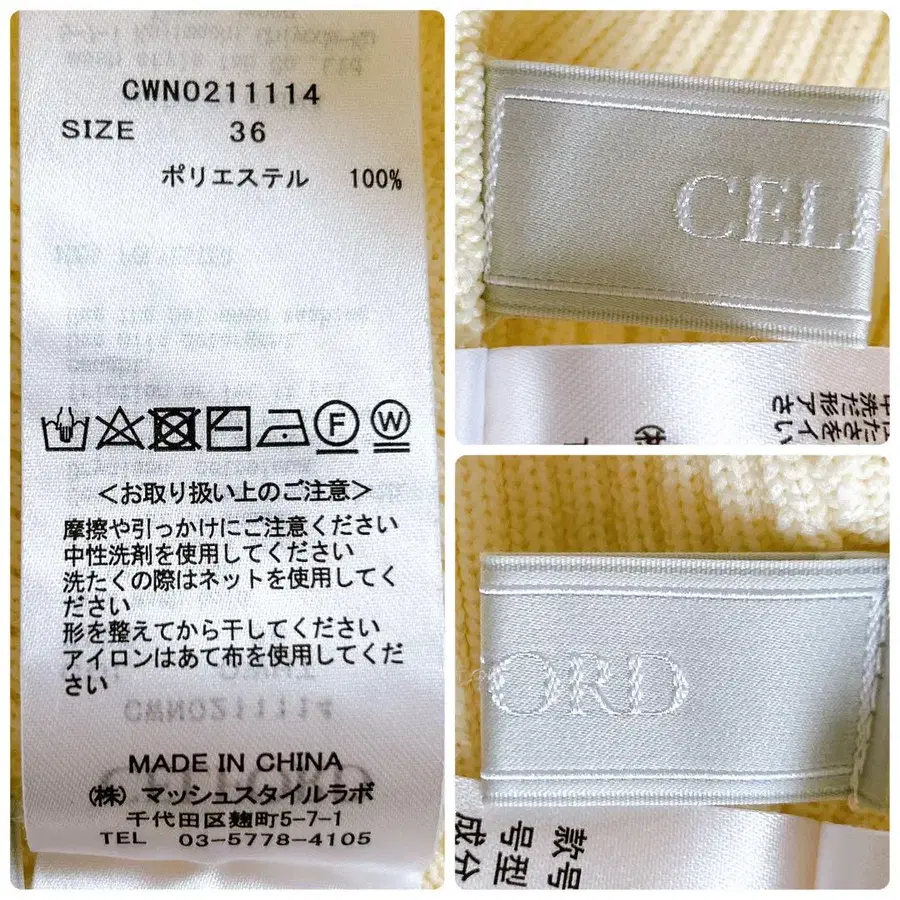 CWNO211114
SIZE 36
ポリエステル 100%
F W
<お取り扱い上のご注意>
摩擦や引っかけにご注意ください
中性洗剤を使用してください
洗たくの際はネットを使用してく
ださい
形を整えてから干してください
アイロンはあて布を使用してくだ
さい
CWNO211114
MADE IN CHINA
(株) マッシュスタイルラボ
千代田区麹町5-7-1
TEL 03-5778-4105
CEL
ORD
款号
号型
成分